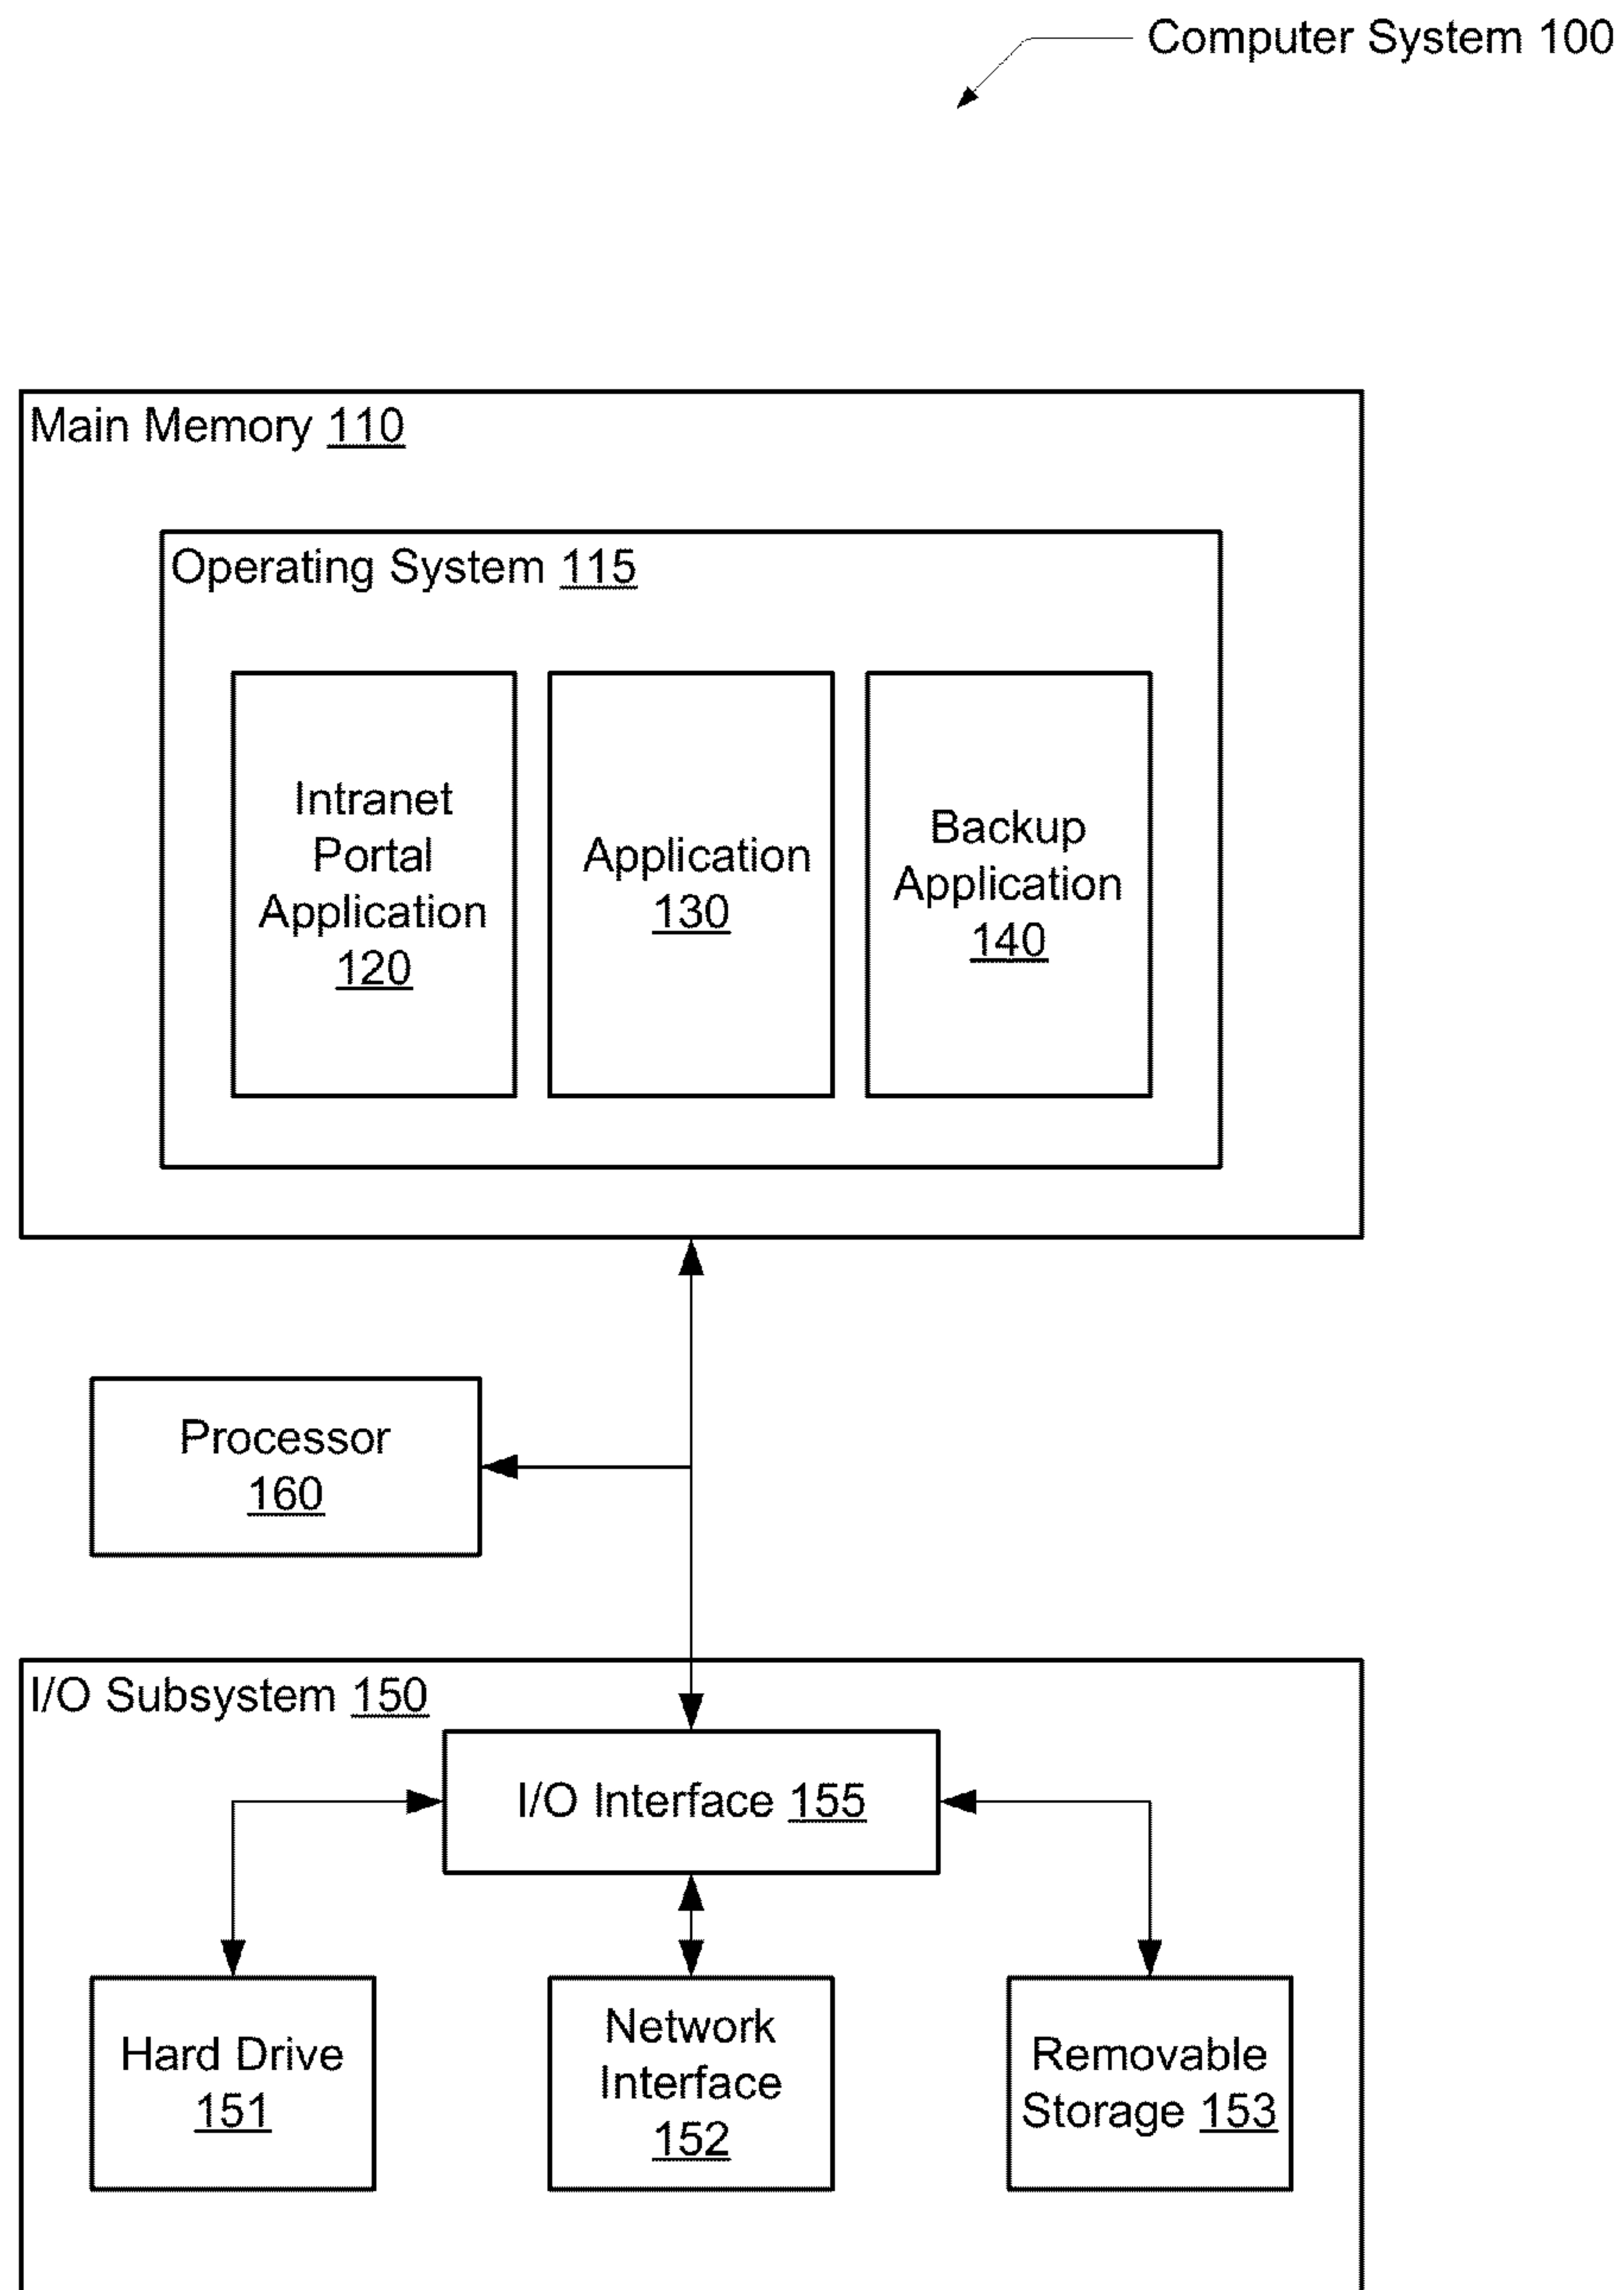 Computer System 100
Main Memory 110
Operating System 115
Intranet
Portal
Application
120
Application
130
Backup
Application
140
Processor
160
I/O Subsystem 150
I/O Interface 155
Hard Drive
151
Network
Interface
152
Removable
Storage 153